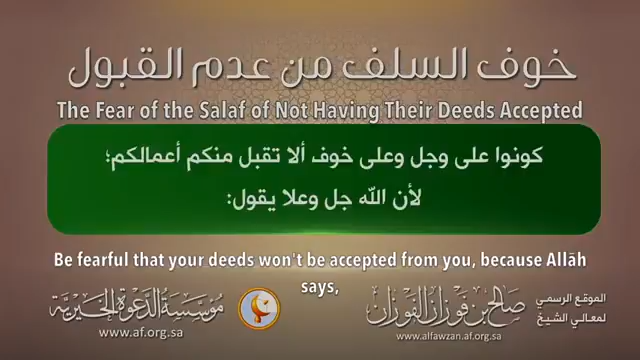 خوف السلف من عدم القبول
The Fear of the Salaf of Not Having Their Deeds Accepted
كونوا على وجل وعلى خوف ألا تقبل منكم أعمالكم؛
لأن الله جل وعلا يقول:
Be fearful that your deeds won't be accepted from you, because Allāh
says,
الموقع الرسمي
لمعالي الشيخ
صالح بن فوزان الفوزان
www.alfawzan.af.org.sa
مؤسسة الدعوة الخيرية
www.af.org.sa